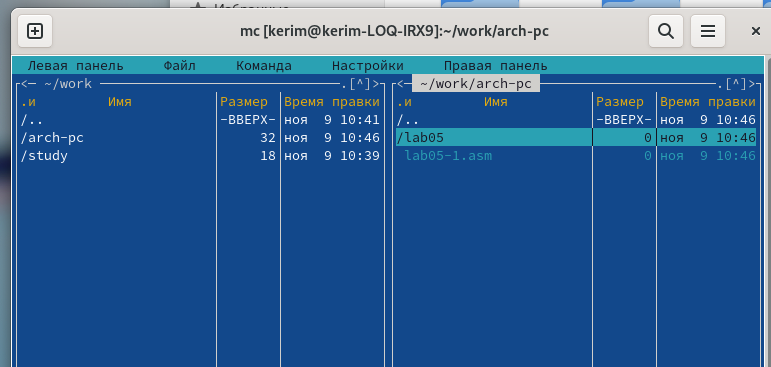 Избранные
mc [kerim@kerim-LOQ-IRX9]:~/work/arch-pc
Левая панель Файл Команда Настройки Правая панель
<— ~/work .[^]>
.и Имя Размер Время правки
/.. -ВВЕРХ- ноя 9 10:41
/arch-pc 32 ноя 9 10:46
/study 18 ноя 9 10:39
<— ~/work/arch-pc .[^]>
.и Имя Размер Время правки
/.. -ВВЕРХ- ноя 9 10:46
/lab05 0 ноя 9 10:46
lab05-1.asm 0 ноя 9 10:46